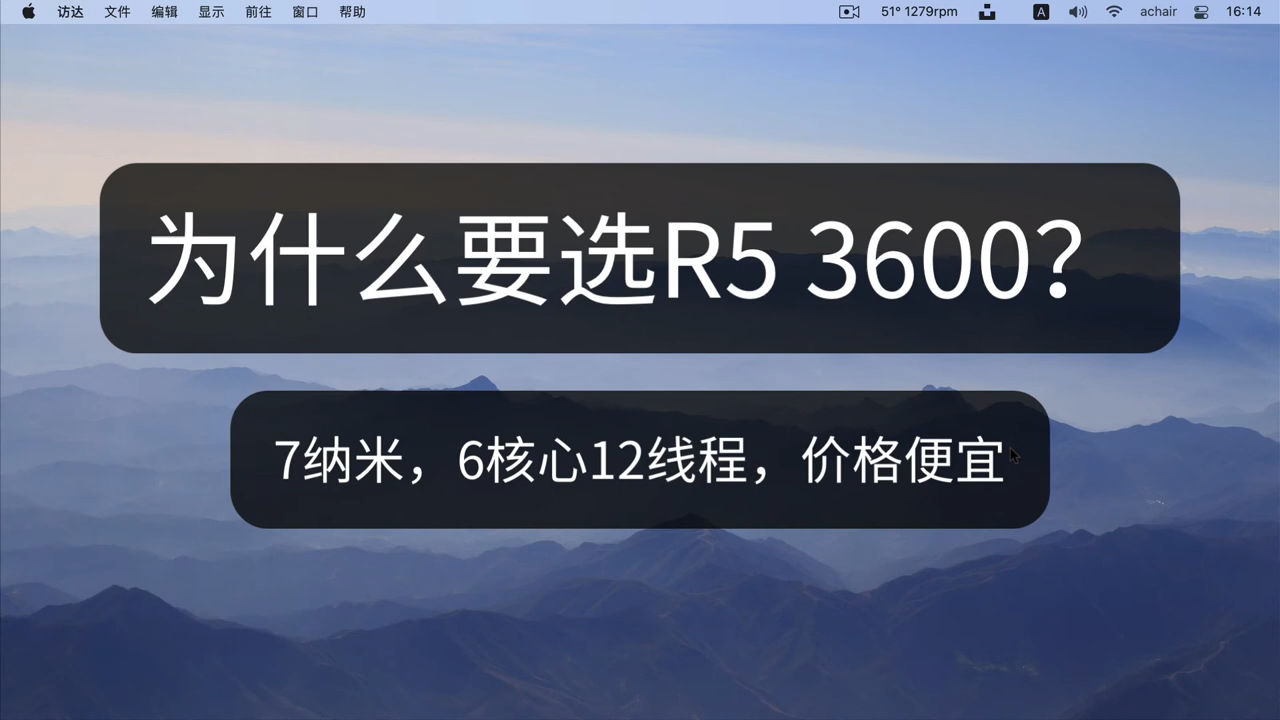 访达 文件 编辑 显示 前往 窗口 帮助 51° 1279rpm A achair 16:14
为什么要选R5 3600?
7纳米，6核心12线程，价格便宜